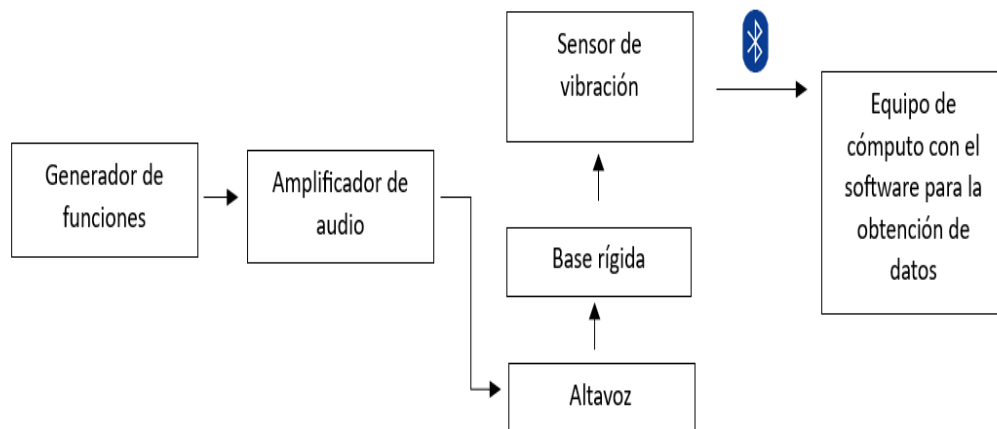 Generador de
funciones
Amplificador de
audio
Altavoz
Base rígida
Sensor de
vibración
Equipo de
cómputo con el
software para la
obtención de
datos